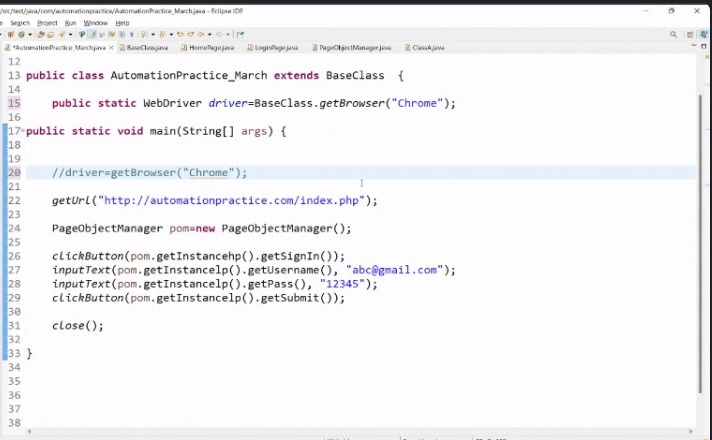 /src/test/java/com/automationpractice/AutomationPractice_March.java - Eclipse IDE
Search Project Run Window Help
*AutomationPractice_March.java BaseClass.java HomePage.java LoginPage.java PageObjectManager.java ClassA.java
12
13 public class AutomationPractice_March extends BaseClass {
14
15 public static WebDriver driver=BaseClass.getBrowser("Chrome");
16
17 public static void main(String[] args) {
18
19
20 //driver=getBrowser("Chrome");
21
22 getUrl("http://automationpractice.com/index.php");
23
24 PageObjectManager pom=new PageObjectManager();
25
26 clickButton(pom.getInstancehp().getSignIn());
27 inputText(pom.getInstancelp().getUsername(), "abc@gmail.com");
28 inputText(pom.getInstancelp().getPass(), "12345");
29 clickButton(pom.getInstancelp().getSubmit());
30
31 close();
32
33 }
34
35
36
37
38